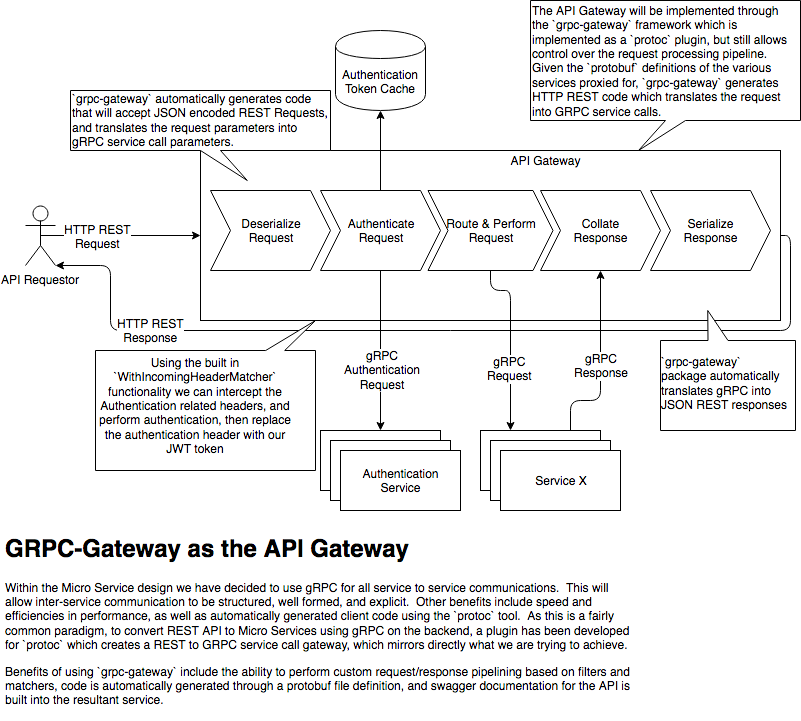 The API Gateway will be implemented through
the `grpc-gateway` framework which is
implemented as a `protoc` plugin, but still allows
control over the request processing pipeline.
Given the `protobuf` definitions of the various
services proxied for, `grpc-gateway` generates
HTTP REST code which translates the request
into GRPC service calls.
Authentication
Token Cache
`grpc-gateway` automatically generates code
that will accept JSON encoded REST Requests,
and translates the request parameters into
gRPC service call parameters.
API Gateway
HTTP REST
Request
API Requestor
Deserialize
Request
Authenticate
Request
Route & Perform
Request
Collate
Response
Serialize
Response
HTTP REST
Response
Using the built in
`WithIncomingHeaderMatcher`
functionality we can intercept the
Authentication related headers, and
perform authentication, then replace
the authentication header with our
JWT token
gRPC
Authentication
Request
gRPC
Request
gRPC
Response
`grpc-gateway`
package automatically
translates gRPC into
JSON REST responses
Authentication
Service
Service X
GRPC-Gateway as the API Gateway
Within the Micro Service design we have decided to use gRPC for all service to service communications.  This will
allow inter-service communication to be structured, well formed, and explicit.  Other benefits include speed and
efficiencies in performance, as well as automatically generated client code using the `protoc` tool.  As this is a fairly
common paradigm, to convert REST API to Micro Services using gRPC on the backend, a plugin has been developed
for `protoc` which creates a REST to GRPC service call gateway, which mirrors directly what we are trying to achieve.
Benefits of using `grpc-gateway` include the ability to perform custom request/response pipelining based on filters and
matchers, code is automatically generated through a protobuf file definition, and swagger documentation for the API is
built into the resultant service.